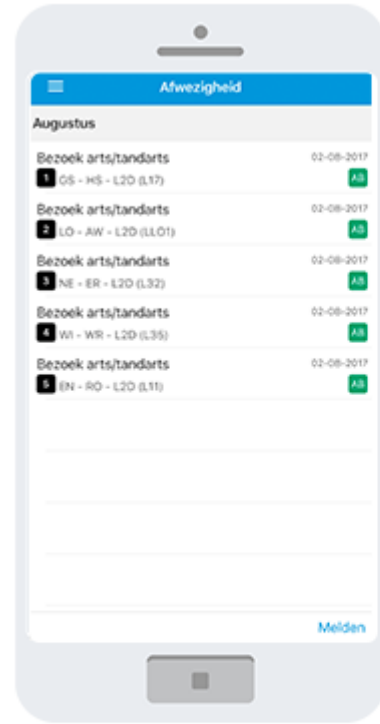 Afwezigheid
Augustus
Bezoek arts/tandarts 02-08-2017
1 GS - HS - L2D (L17) AB
Bezoek arts/tandarts 02-08-2017
2 LO - AW - L2D (LLO1) AB
Bezoek arts/tandarts 02-08-2017
3 NE - ER - L2D (L32) AB
Bezoek arts/tandarts 02-08-2017
4 WI - WR - L2D (L35) AB
Bezoek arts/tandarts 02-08-2017
5 EN - RO - L2D (L11) AB
Melden